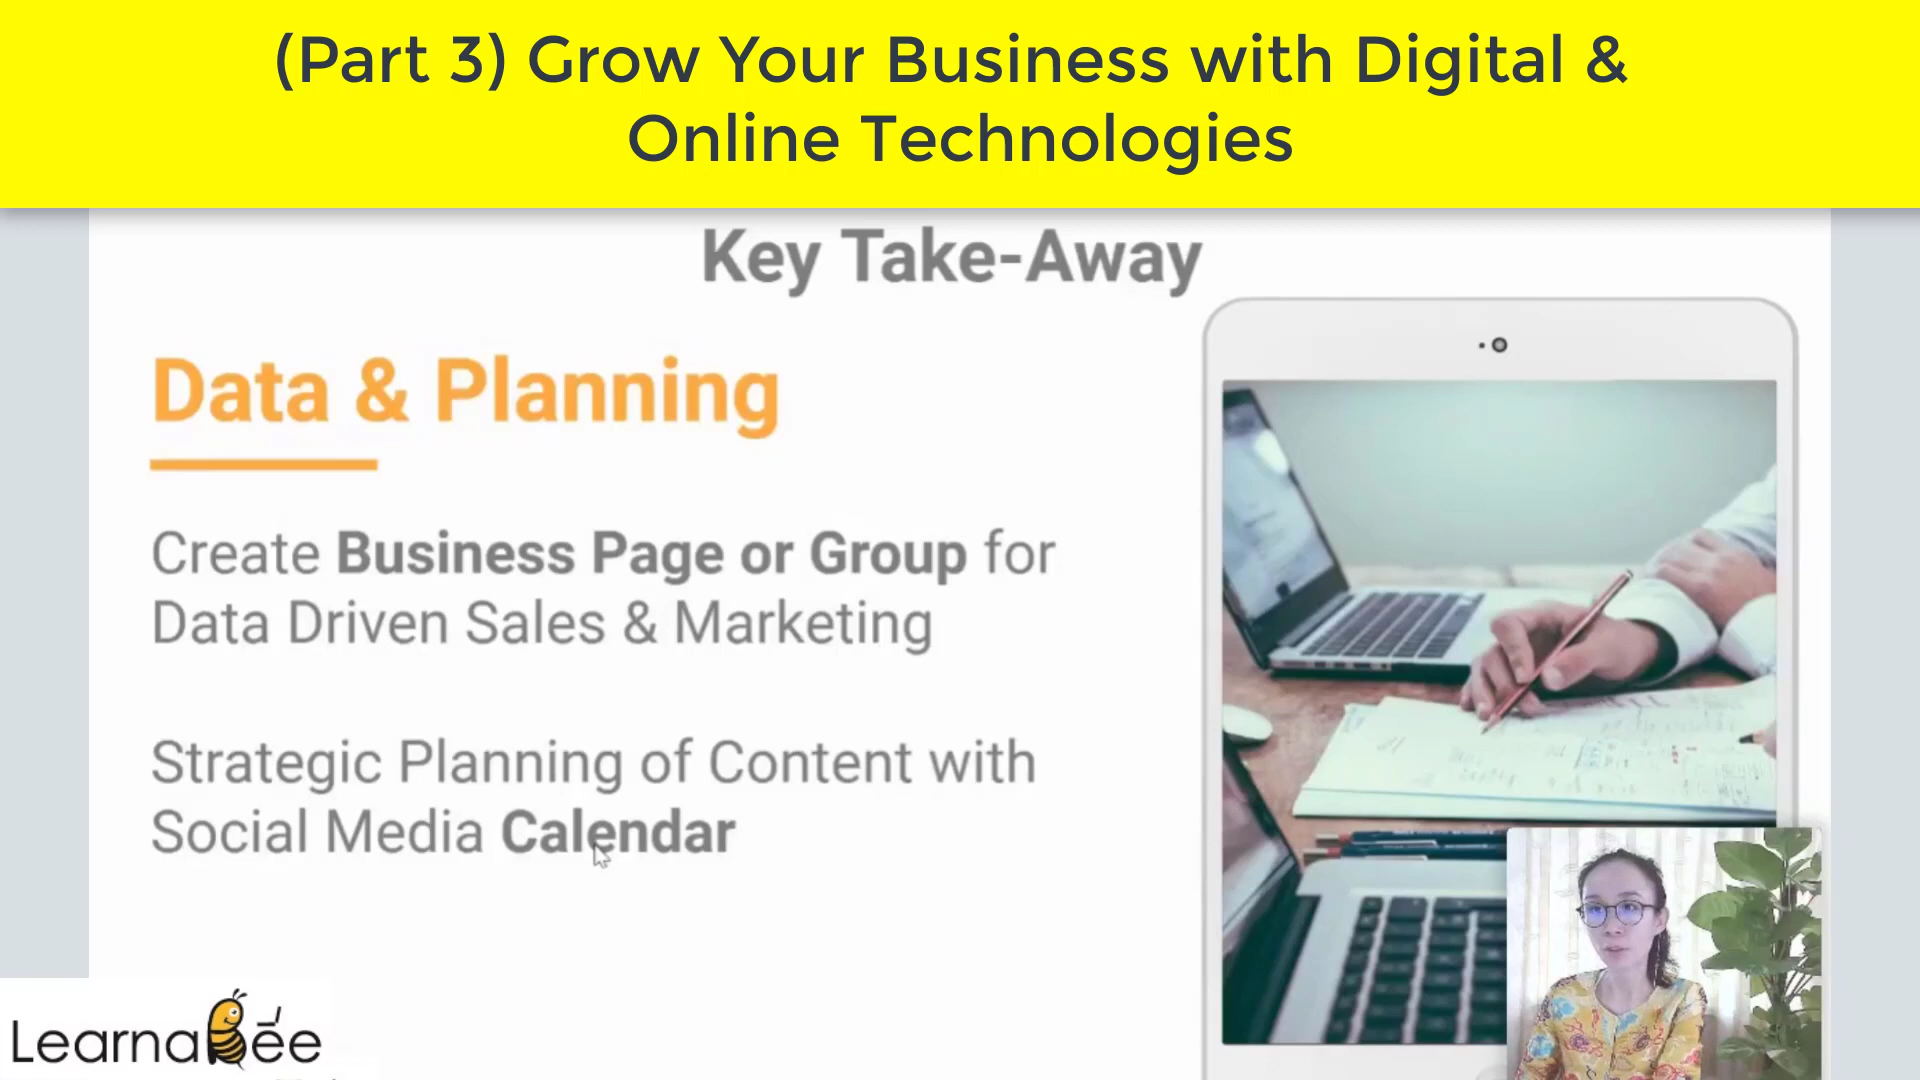 (Part 3) Grow Your Business with Digital &
Online Technologies
Key Take-Away
Data & Planning
Create Business Page or Group for
Data Driven Sales & Marketing
Strategic Planning of Content with
Social Media Calendar
LearnaBee